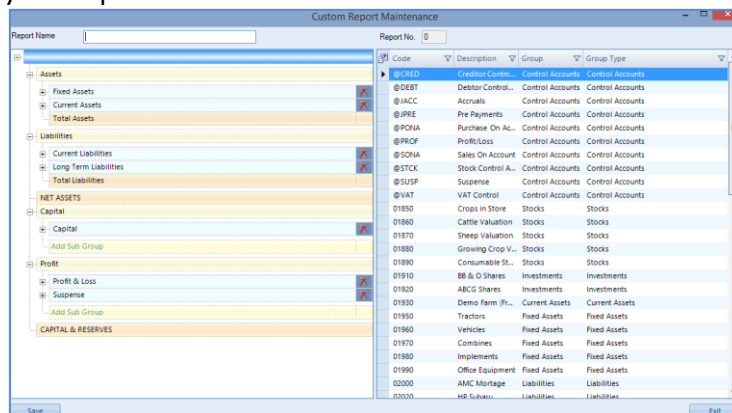 Custom Report Maintenance
Report Name
Report No. 0
Assets
Fixed Assets
Current Assets
Total Assets
Liabilities
Current Liabilities
Long Term Liabilities
Total Liabilities
NET ASSETS
Capital
Capital
Add Sub Group
Profit
Profit & Loss
Suspense
Add Sub Group
CAPITAL & RESERVES
Code Description Group Group Type
@CRED Creditor Contro... Control Accounts Control Accounts
@DEBT Debtor Control... Control Accounts Control Accounts
@JACC Accruals Control Accounts Control Accounts
@JPRE Pre Payments Control Accounts Control Accounts
@PONA Purchase On Ac... Control Accounts Control Accounts
@PROF Profit/Loss Control Accounts Control Accounts
@SONA Sales On Account Control Accounts Control Accounts
@STCK Stock Control A... Control Accounts Control Accounts
@SUSP Suspense Control Accounts Control Accounts
@VAT VAT Control Control Accounts Control Accounts
01850 Crops in Store Stocks Stocks
01860 Cattle Valuation Stocks Stocks
01870 Sheep Valuation Stocks Stocks
01880 Growing Crop V... Stocks Stocks
01890 Consumable St... Stocks Stocks
01910 BB & O Shares Investments Investments
01920 ABCG Shares Investments Investments
01930 Demo Farm (Fr... Current Assets Current Assets
01950 Tractors Fixed Assets Fixed Assets
01960 Vehicles Fixed Assets Fixed Assets
01970 Combines Fixed Assets Fixed Assets
01980 Implements Fixed Assets Fixed Assets
01990 Office Equipment Fixed Assets Fixed Assets
02000 AMC Mortage Liabilities Liabilities
02020 HP Subaru Liabilities Liabilities
Save Exit